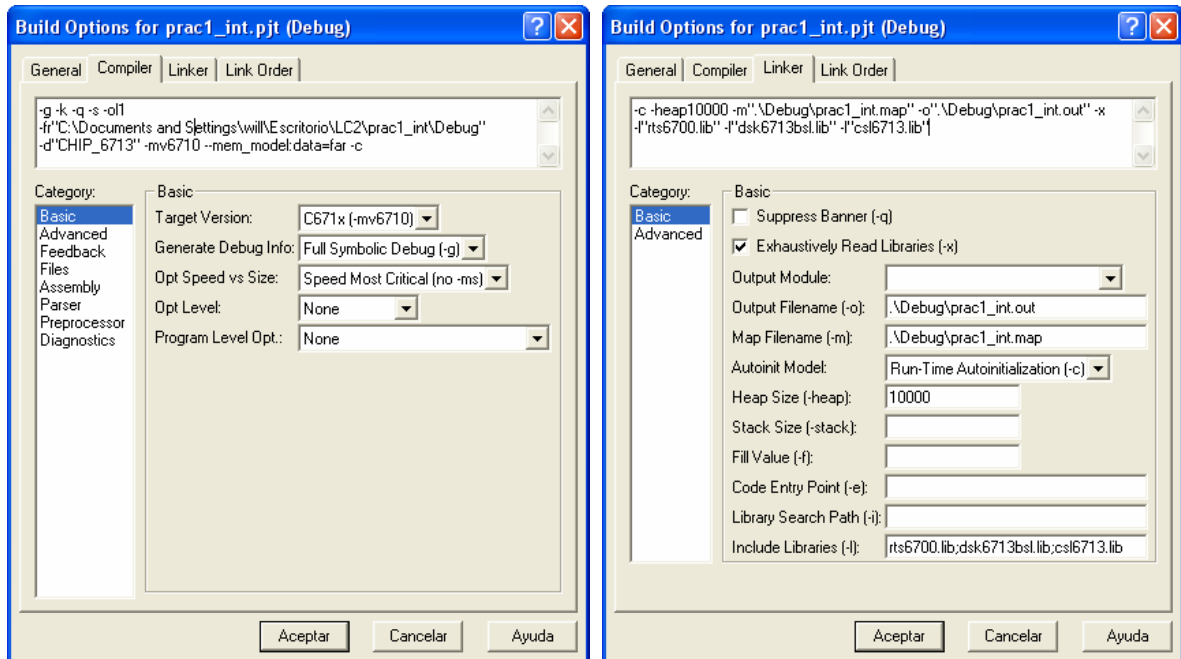 Build Options for prac1_int.pjt (Debug)
General Compiler Linker Link Order
-g -k -q -s -ol1
-fr"C:\Documents and Settings\will\Escritorio\LC2\prac1_int\Debug"
-d"CHIP_6713" -mv6710 --mem_model:data=far -c
Category:
Basic
Advanced
Feedback
Files
Assembly
Parser
Preprocessor
Diagnostics
Basic
Target Version: C671x (-mv6710)
Generate Debug Info: Full Symbolic Debug (-g)
Opt Speed vs Size: Speed Most Critical (no -ms)
Opt Level: None
Program Level Opt.: None
Aceptar Cancelar Ayuda
Build Options for prac1_int.pjt (Debug)
General Compiler Linker Link Order
-c -heap10000 -m".\Debug\prac1_int.map" -o".\Debug\prac1_int.out" -x
-l"rts6700.lib" -l"dsk6713bsl.lib" -l"csl6713.lib"
Category:
Basic
Advanced
Basic
Suppress Banner (-q)
Exhaustively Read Libraries (-x)
Output Module:
Output Filename (-o): .\Debug\prac1_int.out
Map Filename (-m): .\Debug\prac1_int.map
Autoinit Model: Run-Time Autoinitialization (-c)
Heap Size (-heap): 10000
Stack Size (-stack):
Fill Value (-f):
Code Entry Point (-e):
Library Search Path (-i):
Include Libraries (-l): rts6700.lib;dsk6713bsl.lib;csl6713.lib
Aceptar Cancelar Ayuda